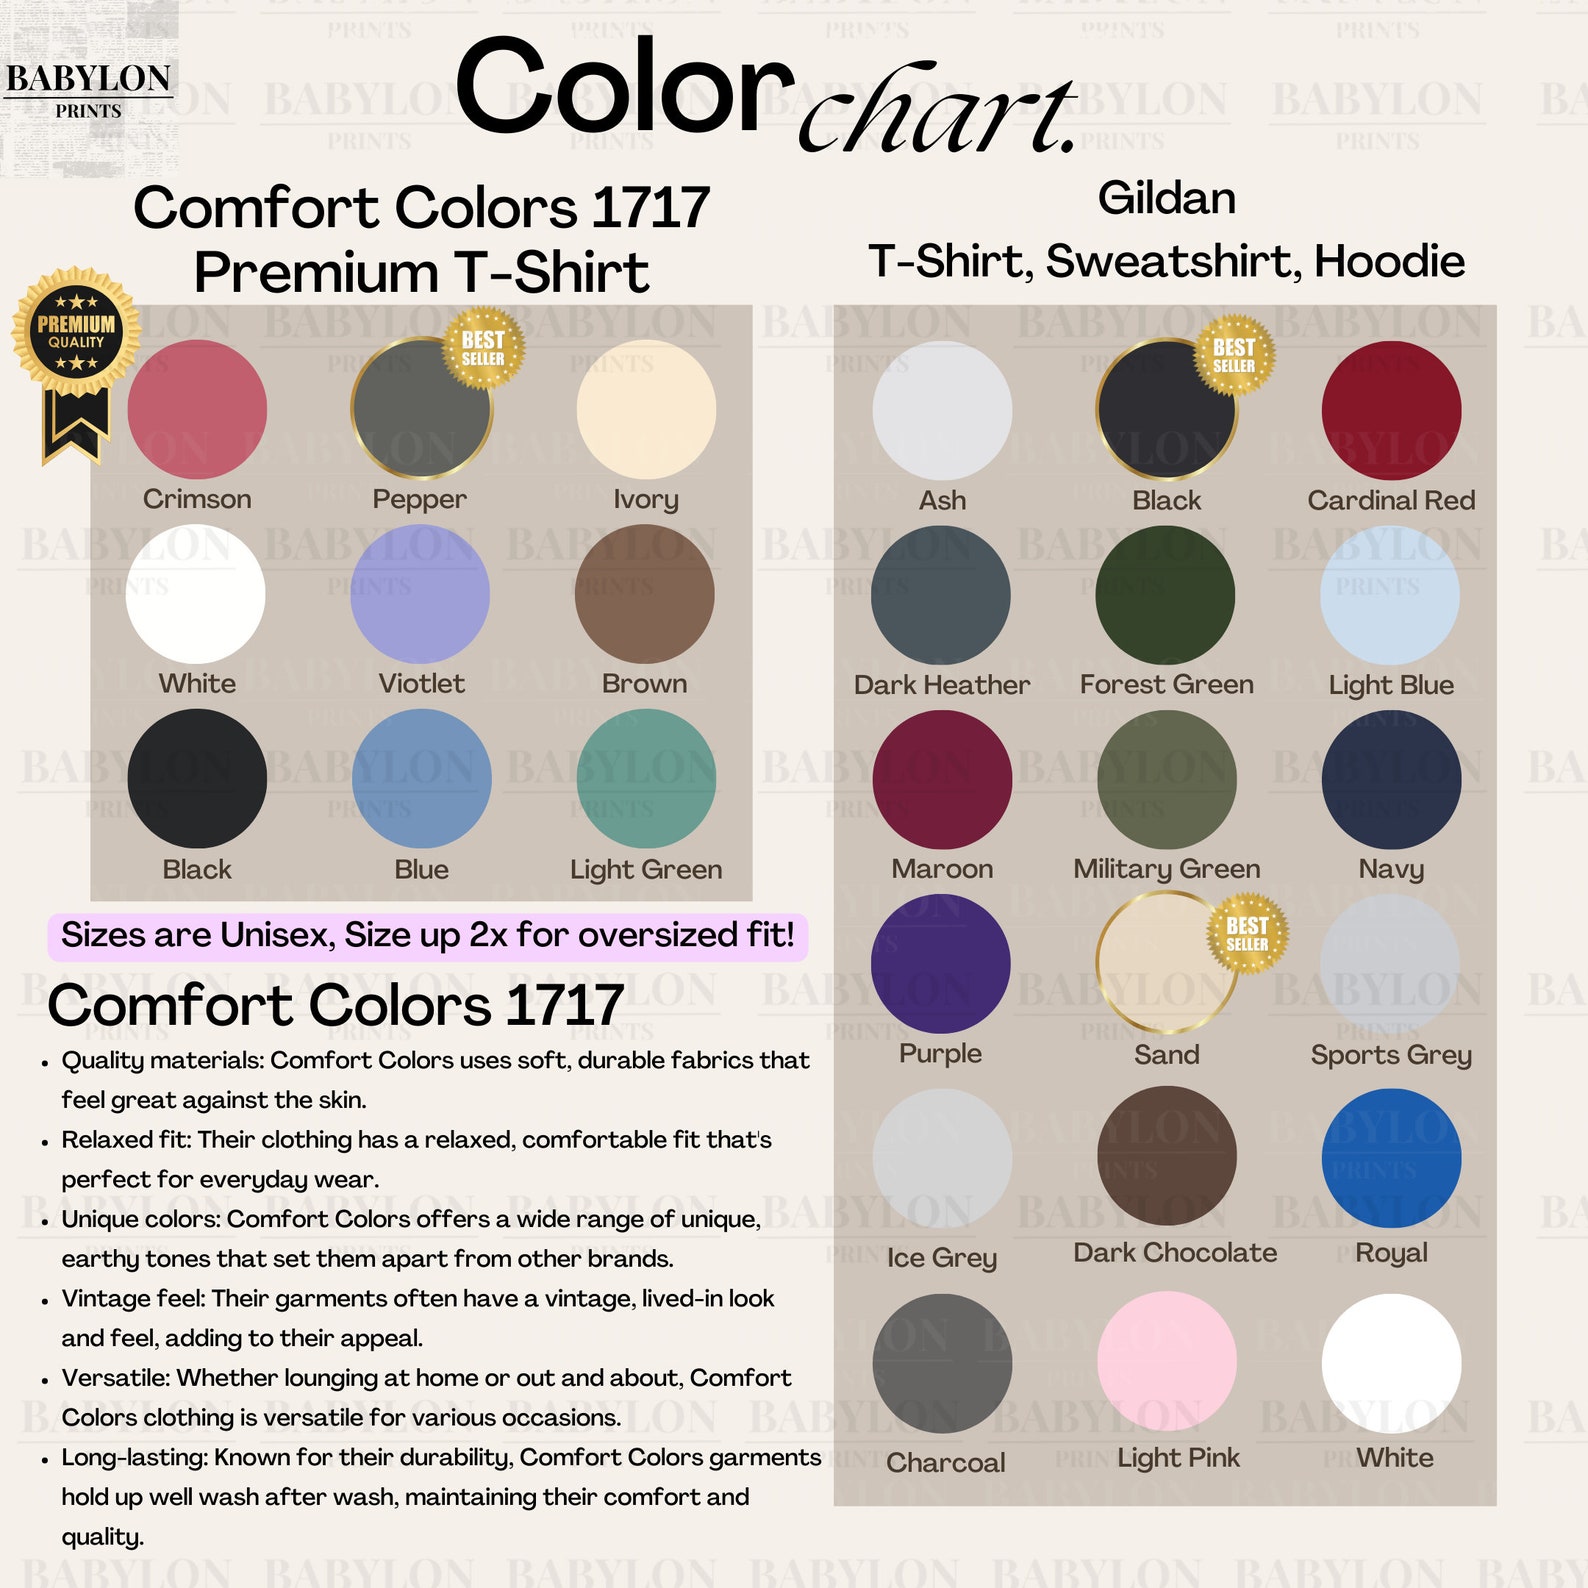 BABYLON
PRINTS
Color chart.
Comfort Colors 1717
Premium T-Shirt
PREMIUM
QUALITY
BEST
SELLER
Crimson
Pepper
Ivory
White
Viotlet
Brown
Black
Blue
Light Green
Sizes are Unisex, Size up 2x for oversized fit!
Comfort Colors 1717
• Quality materials: Comfort Colors uses soft, durable fabrics that
feel great against the skin.
• Relaxed fit: Their clothing has a relaxed, comfortable fit that's
perfect for everyday wear.
• Unique colors: Comfort Colors offers a wide range of unique,
earthy tones that set them apart from other brands.
• Vintage feel: Their garments often have a vintage, lived-in look
and feel, adding to their appeal.
• Versatile: Whether lounging at home or out and about, Comfort
Colors clothing is versatile for various occasions.
• Long-lasting: Known for their durability, Comfort Colors garments
hold up well wash after wash, maintaining their comfort and
quality.
Gildan
T-Shirt, Sweatshirt, Hoodie
BEST
SELLER
Ash
Black
Cardinal Red
Dark Heather
Forest Green
Light Blue
Maroon
Military Green
Navy
BEST
SELLER
Purple
Sand
Sports Grey
Ice Grey
Dark Chocolate
Royal
Charcoal
Light Pink
White